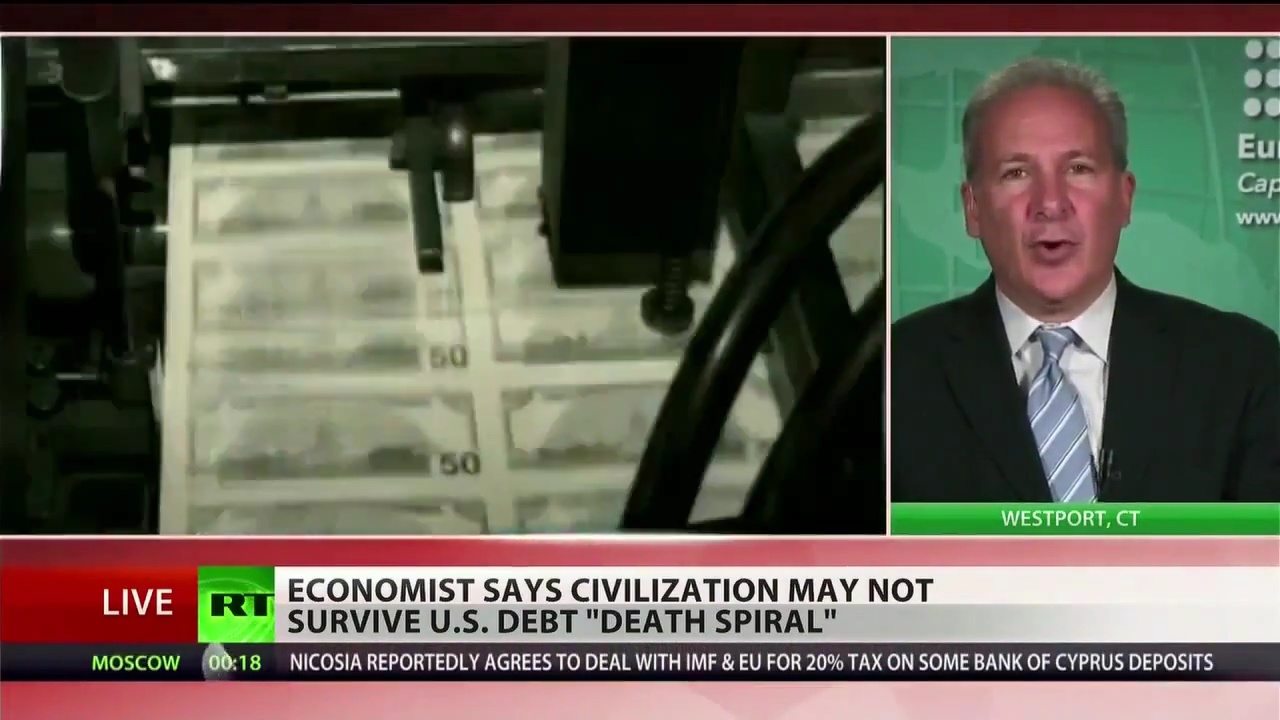 50
50
Eur
Cap
www.
WESTPORT, CT
LIVE
RT
ECONOMIST SAYS CIVILIZATION MAY NOT
SURVIVE U.S. DEBT "DEATH SPIRAL"
MOSCOW 00:18 NICOSIA REPORTEDLY AGREES TO DEAL WITH IMF & EU FOR 20% TAX ON SOME BANK OF CYPRUS DEPOSITS